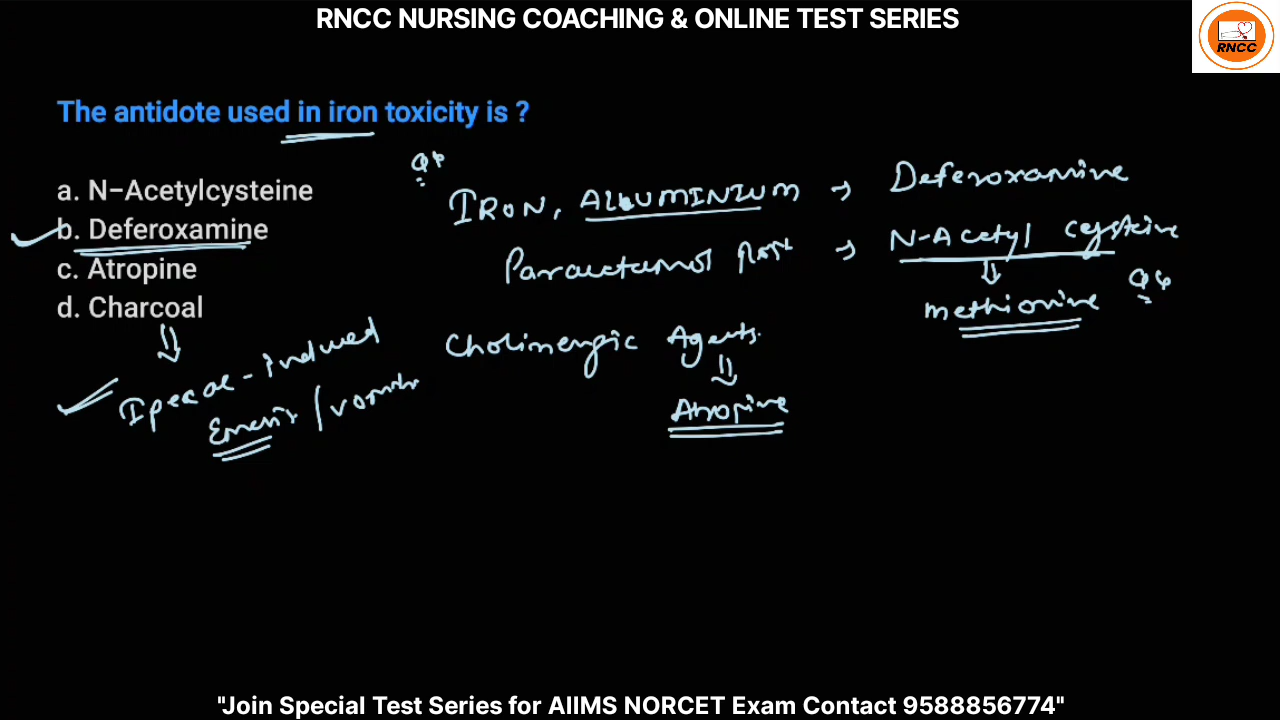 RNCC NURSING COACHING & ONLINE TEST SERIES
RNCC
The antidote used in iron toxicity is ?
a. N-Acetylcysteine
b. Deferoxamine
c. Atropine
d. Charcoal
IRON, ALLUMINIUM → Deferoxamine
Paracetamol → N-Acetyl cysteine
⇓
methionine
Cholinergic Agents
⇓
Atropine
⇓
Ipecac-induced
Emesis /
"Join Special Test Series for AIIMS NORCET Exam Contact 9588856774"